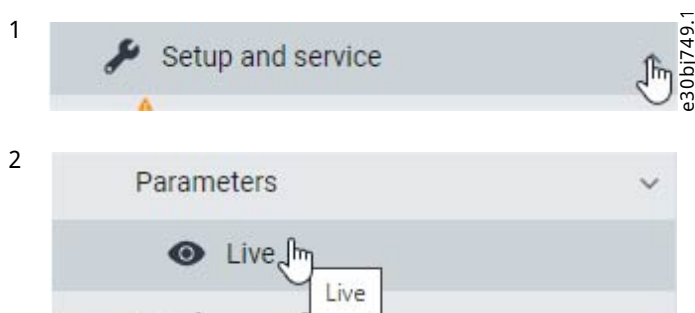 1
Setup and service
e30bi749.1
2
Parameters
Live
Live